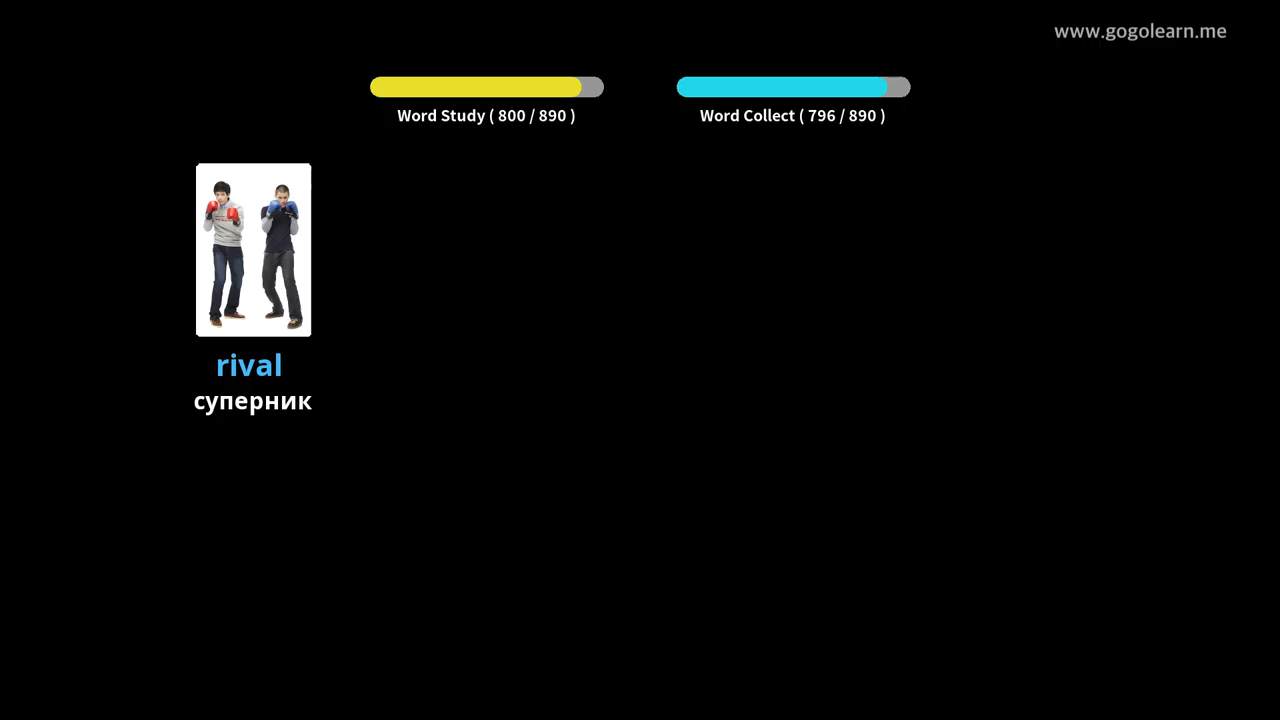 www.gogolearn.me
Word Study ( 800 / 890 )
Word Collect ( 796 / 890 )
rival
суперник